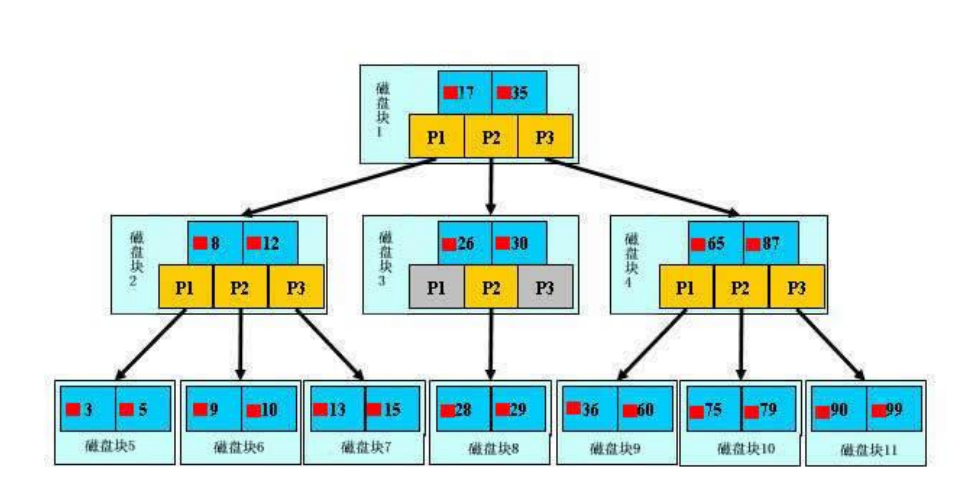 磁盘块1
17 35
P1 P2 P3
磁盘块2
8 12
P1 P2 P3
磁盘块3
26 30
P1 P2 P3
磁盘块4
65 87
P1 P2 P3
3 5
磁盘块5
9 10
磁盘块6
13 15
磁盘块7
28 29
磁盘块8
36 60
磁盘块9
75 79
磁盘块10
90 99
磁盘块11